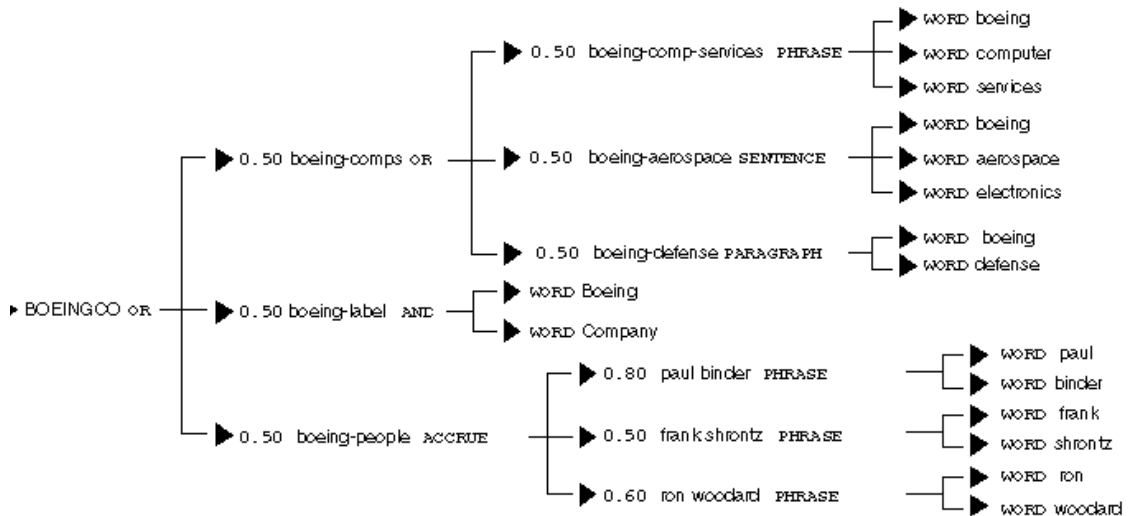 WORD boeing
0.50 boeing-comp-services PHRASE
WORD computer
WORD services
WORD boeing
0.50 boeing-comps OR
0.50 boeing-aerospace SENTENCE
WORD aerospace
WORD electronics
WORD boeing
0.50 boeing-defense PARAGRAPH
WORD defense
WORD Boeing
BOEINGCO OR
0.50 boeing-label AND
WORD Company
WORD paul
0.80 paul binder PHRASE
WORD binder
WORD frank
0.50 boeing-people ACCRUE
0.50 frank shrontz PHRASE
WORD shrontz
WORD ron
0.60 ron woodard PHRASE
WORD woodard